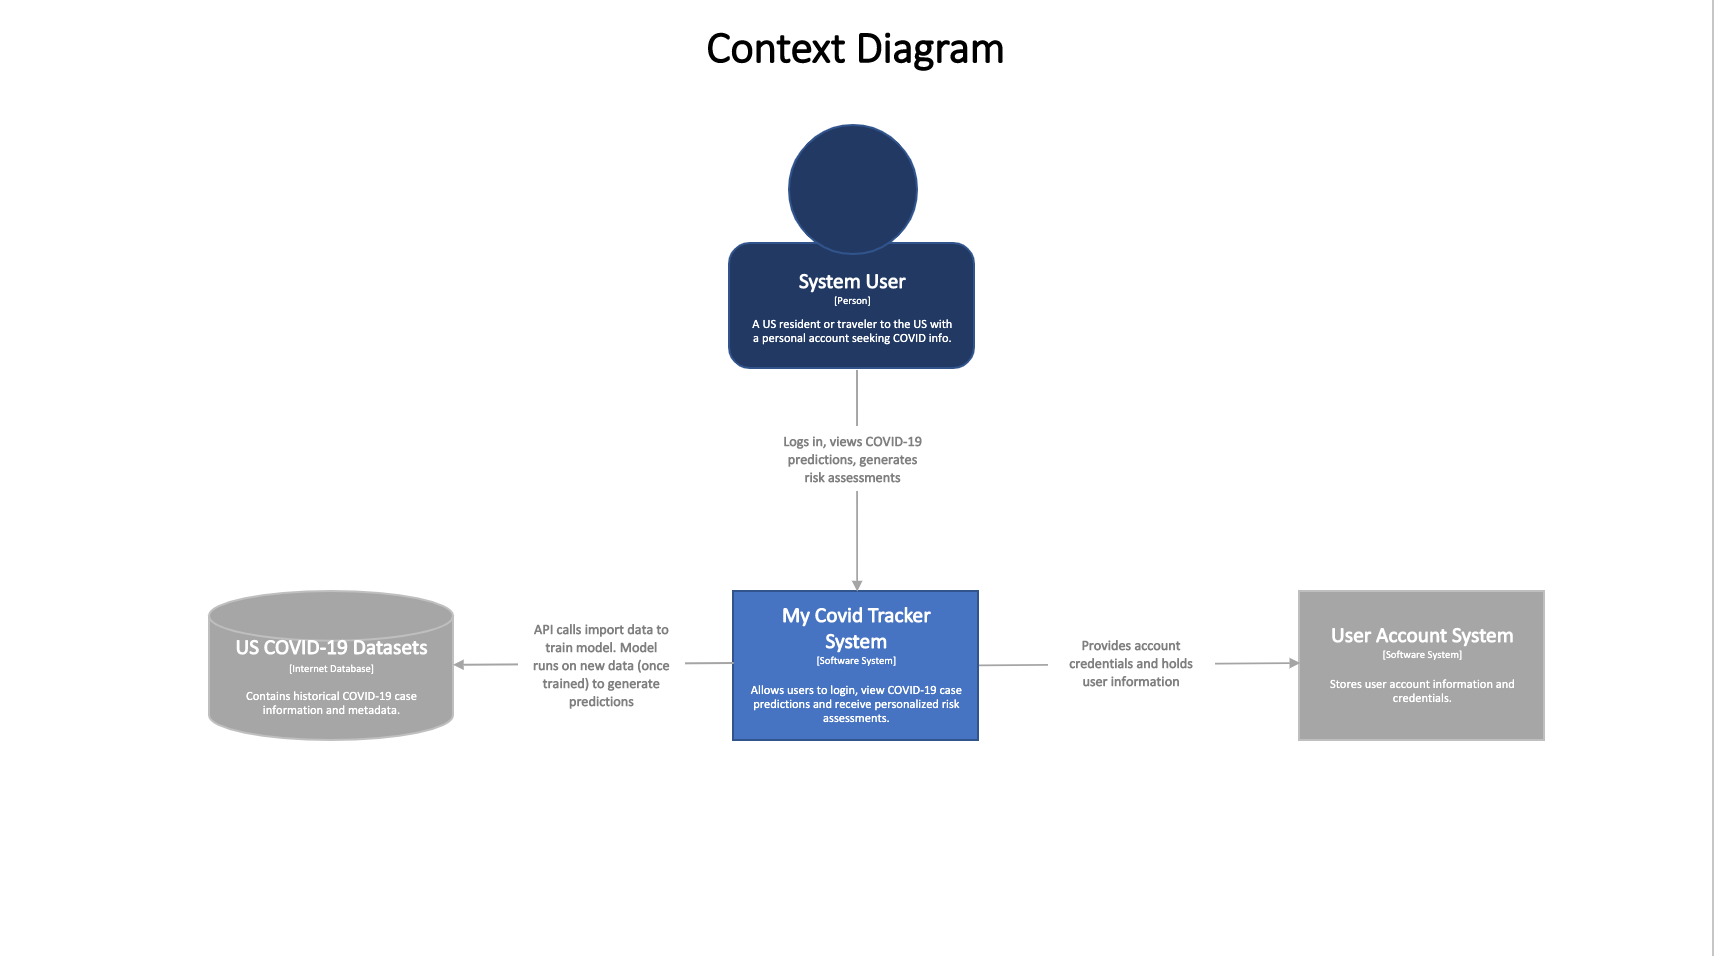 Context Diagram
System User
[Person]
A US resident or traveler to the US with
a personal account seeking COVID info.
Logs in, views COVID-19
predictions, generates
risk assessments
US COVID-19 Datasets
[Internet Database]
Contains historical COVID-19 case
information and metadata.
API calls import data to
train model. Model
runs on new data (once
trained) to generate
predictions
My Covid Tracker
System
[Software System]
Allows users to login, view COVID-19 case
predictions and receive personalized risk
assessments.
Provides account
credentials and holds
user information
User Account System
[Software System]
Stores user account information and
credentials.